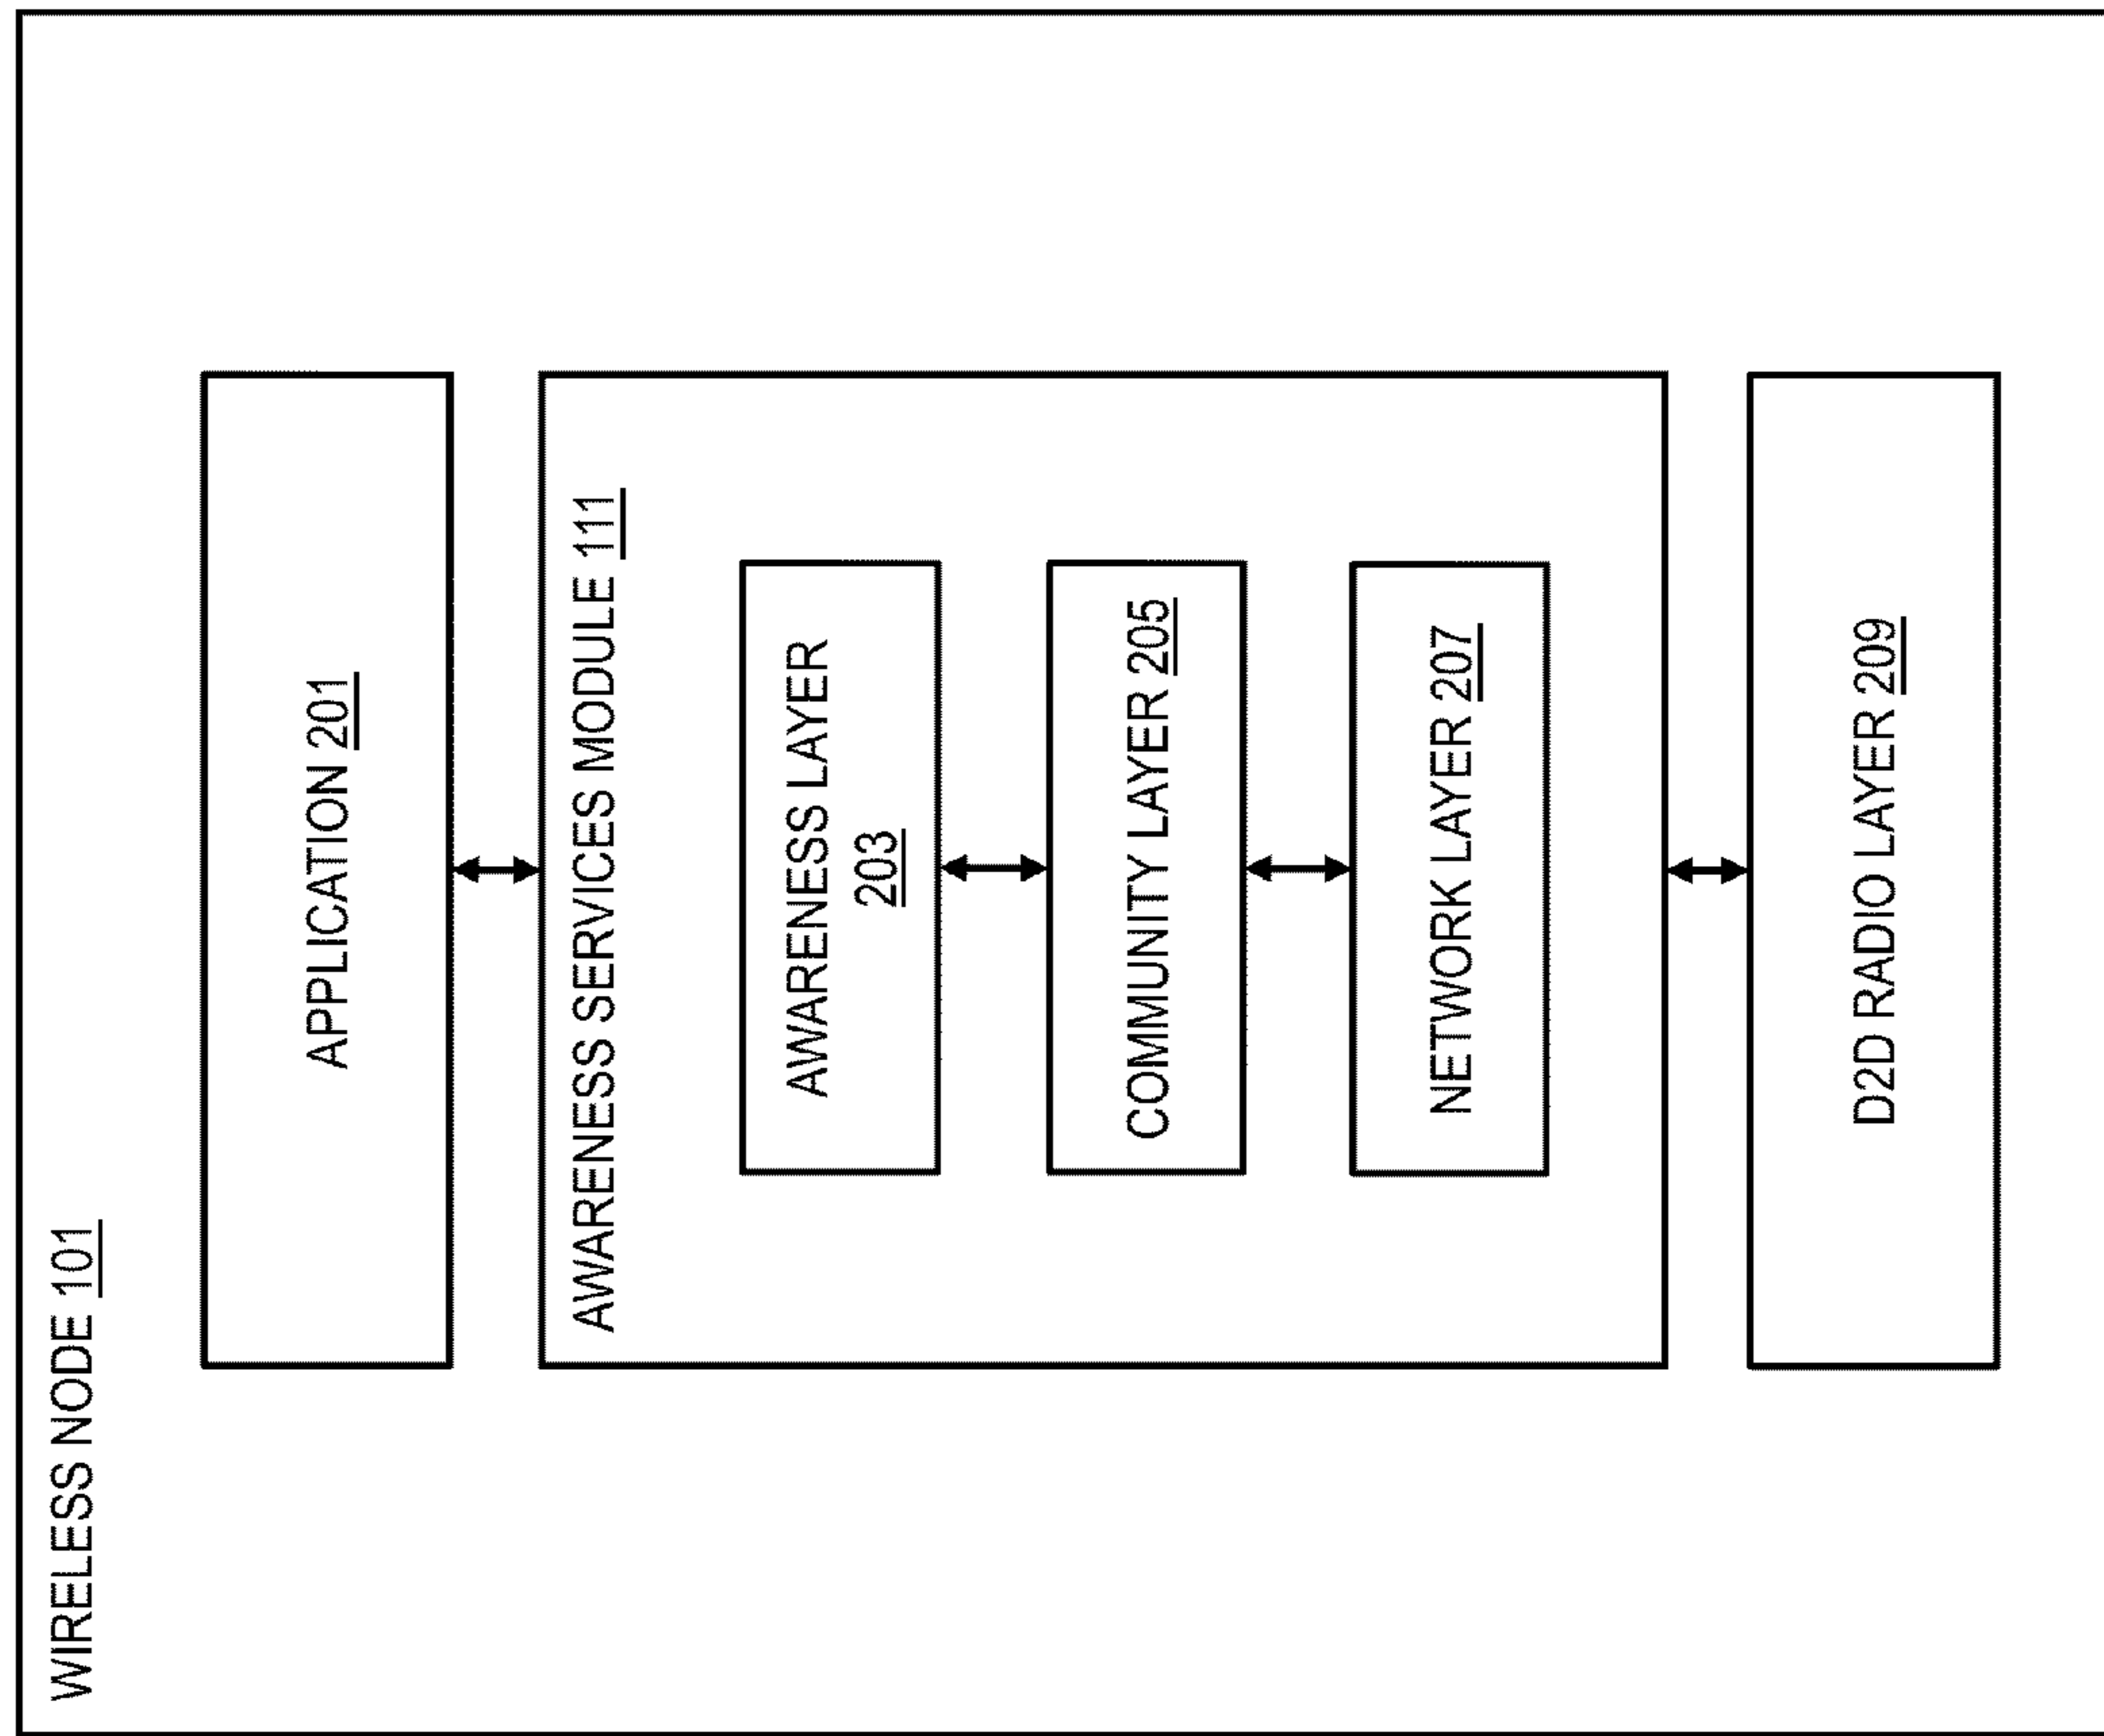 WIRELESS NODE 101
APPLICATION 201
AWARENESS SERVICES MODULE 111
AWARENESS LAYER
203
COMMUNITY LAYER 205
NETWORK LAYER 207
D2D RADIO LAYER 209